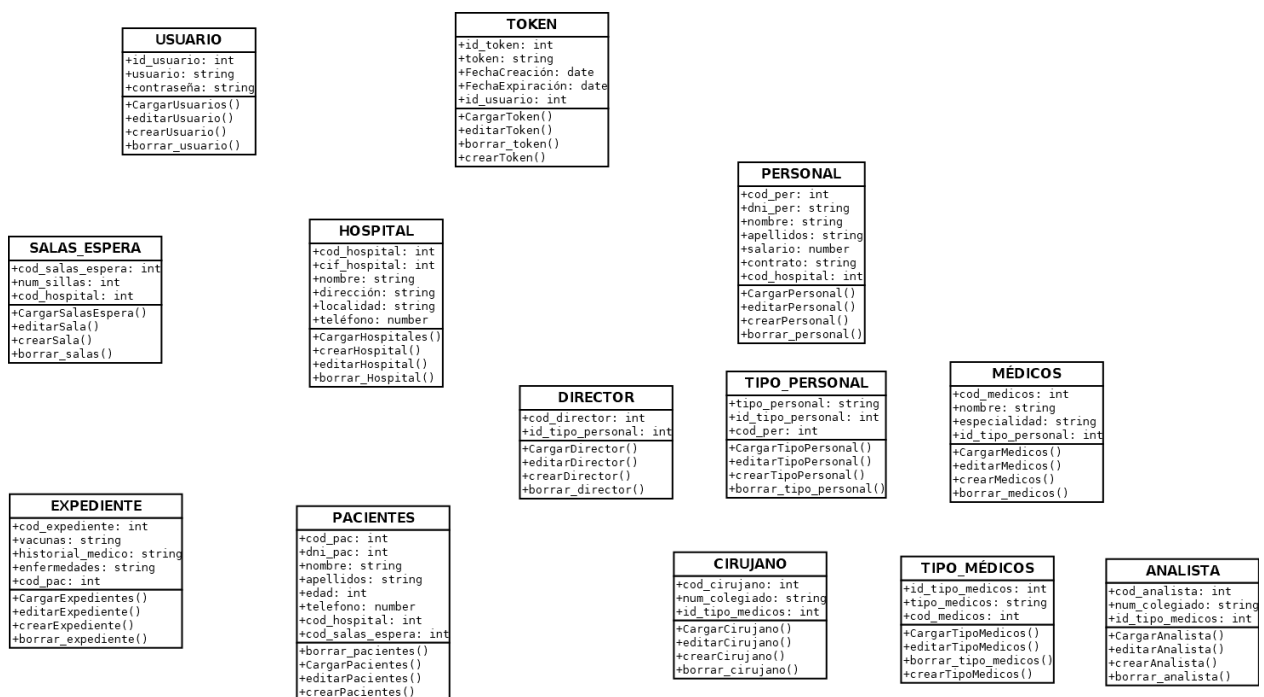 USUARIO
+id_usuario: int
+usuario: string
+contraseña: string
+CargarUsuarios()
+editarUsuario()
+crearUsuario()
+borrar_usuario()
TOKEN
+id_token: int
+token: string
+FechaCreación: date
+FechaExpiración: date
+id_usuario: int
+CargarToken()
+editarToken()
+borrar_token()
+crearToken()
PERSONAL
+cod_per: int
+dni_per: string
+nombre: string
+apellidos: string
+salario: number
+contrato: string
+cod_hospital: int
+CargarPersonal()
+editarPersonal()
+crearPersonal()
+borrar_personal()
SALAS_ESPERA
+cod_salas_espera: int
+num_sillas: int
+cod_hospital: int
+CargarSalasEspera()
+editarSala()
+crearSala()
+borrar_salas()
HOSPITAL
+cod_hospital: int
+cif_hospital: int
+nombre: string
+dirección: string
+localidad: string
+teléfono: number
+CargarHospitales()
+crearHospital()
+editarHospital()
+borrar_Hospital()
DIRECTOR
+cod_director: int
+id_tipo_personal: int
+CargarDirector()
+editarDirector()
+crearDirector()
+borrar_director()
TIPO_PERSONAL
+tipo_personal: string
+id_tipo_personal: int
+cod_per: int
+CargarTipoPersonal()
+editarTipoPersonal()
+crearTipoPersonal()
+borrar_tipo_personal()
MÉDICOS
+cod_medicos: int
+nombre: string
+especialidad: string
+id_tipo_personal: int
+CargarMedicos()
+editarMedicos()
+crearMedicos()
+borrar_medicos()
EXPEDIENTE
+cod_expediente: int
+vacunas: string
+historial_medico: string
+enfermedades: string
+cod_pac: int
+CargarExpedientes()
+editarExpediente()
+crearExpediente()
+borrar_expediente()
PACIENTES
+cod_pac: int
+dni_pac: int
+nombre: string
+apellidos: string
+edad: int
+telefono: number
+cod_hospital: int
+cod_salas_espera: int
+borrar_pacientes()
+CargarPacientes()
+editarPacientes()
+crearPacientes()
CIRUJANO
+cod_cirujano: int
+num_colegiado: string
+id_tipo_medicos: int
+CargarCirujano()
+editarCirujano()
+crearCirujano()
+borrar_cirujano()
TIPO_MÉDICOS
+id_tipo_medicos: int
+tipo_medicos: string
+cod_medicos: int
+CargarTipoMedicos()
+editarTipoMedicos()
+borrar_tipo_medicos()
+crearTipoMedicos()
ANALISTA
+cod_analista: int
+num_colegiado: string
+id_tipo_medicos: int
+CargarAnalista()
+editarAnalista()
+crearAnalista()
+borrar_analista()